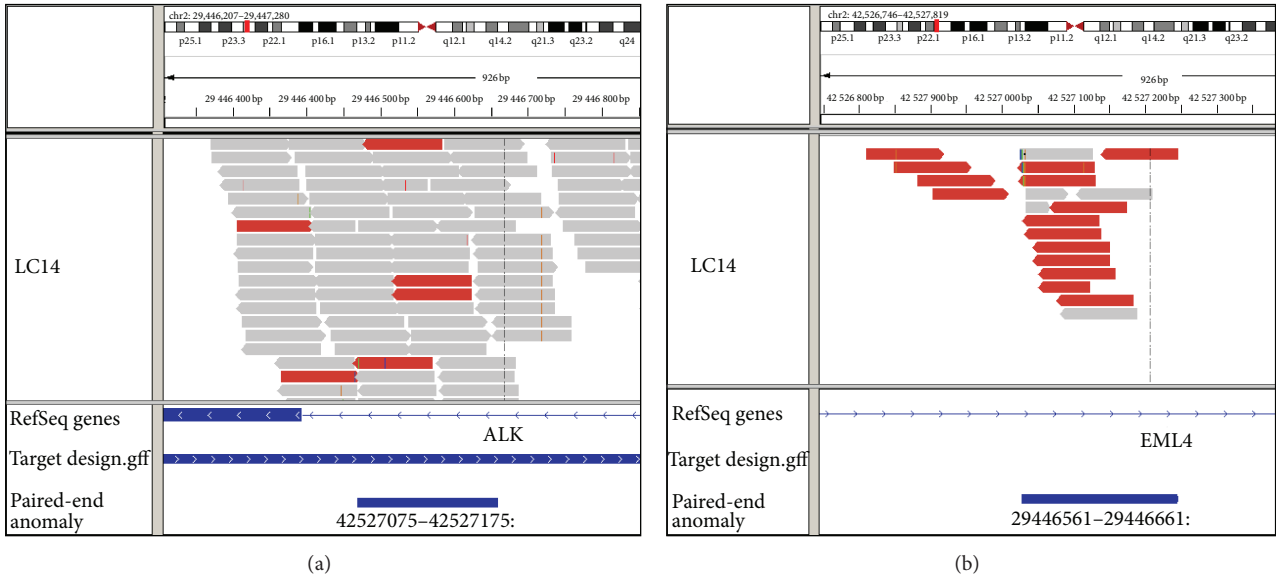 chr2: 29,446,207–29,447,280
p25.1 p23.3 p22.1 p16.1 p13.2 p11.2 q12.1 q14.2 q21.3 q23.2 q24
926 bp
29 446 400 bp 29 446 400 bp 29 446 500 bp 29 446 600 bp 29 446 700 bp 29 446 800 bp
LC14
RefSeq genes
ALK
Target design.gff
Paired-end
anomaly
42527075–42527175:
(a)
chr2: 42,526,746–42,527,819
p25.1 p23.3 p22.1 p16.1 p13.2 p11.2 q12.1 q14.2 q21.3 q23.2
926 bp
42 526 800 bp 42 527 900 bp 42 527 000 bp 42 527 100 bp 42 527 200 bp 42 527 300 bp
LC14
RefSeq genes
EML4
Target design.gff
Paired-end
anomaly
29446561–29446661:
(b)